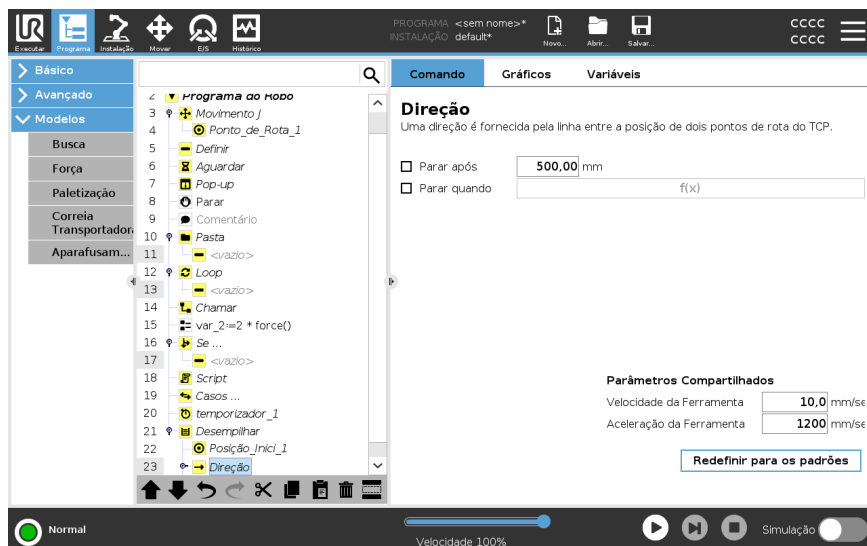 PROGRAMA <sem nome>*
INSTALAÇÃO default*
CCCC
CCCC
Executar Programa Instalação Mover E/S Histórico
Novo... Abrir... Salvar...
Básico
Avançado
Modelos
Busca
Força
Paletização
Correia
Transportador
Aparafusam...
2 Programa do Robô
3 Movimento J
4 Ponto_de_Rota_1
5 Definir
6 Aguardar
7 Pop-up
8 Parar
9 Comentário
10 Pasta
11 <vazio>
12 Loop
13 <vazio>
14 Chamar
15 var_2:=2 * force()
16 Se ...
17 <vazio>
18 Script
19 Casos ...
20 temporizador_1
21 Desempilhar
22 Posição_Inici_1
23 Direção
Comando Gráficos Variáveis
Direção
Uma direção é fornecida pela linha entre a posição de dois pontos de rota do TCP.
Parar após 500,00 mm
Parar quando f(x)
Parâmetros Compartilhados
Velocidade da Ferramenta 10,0 mm/se
Aceleração da Ferramenta 1200 mm/se
Redefinir para os padrões
Normal
Velocidade 100%
Simulação